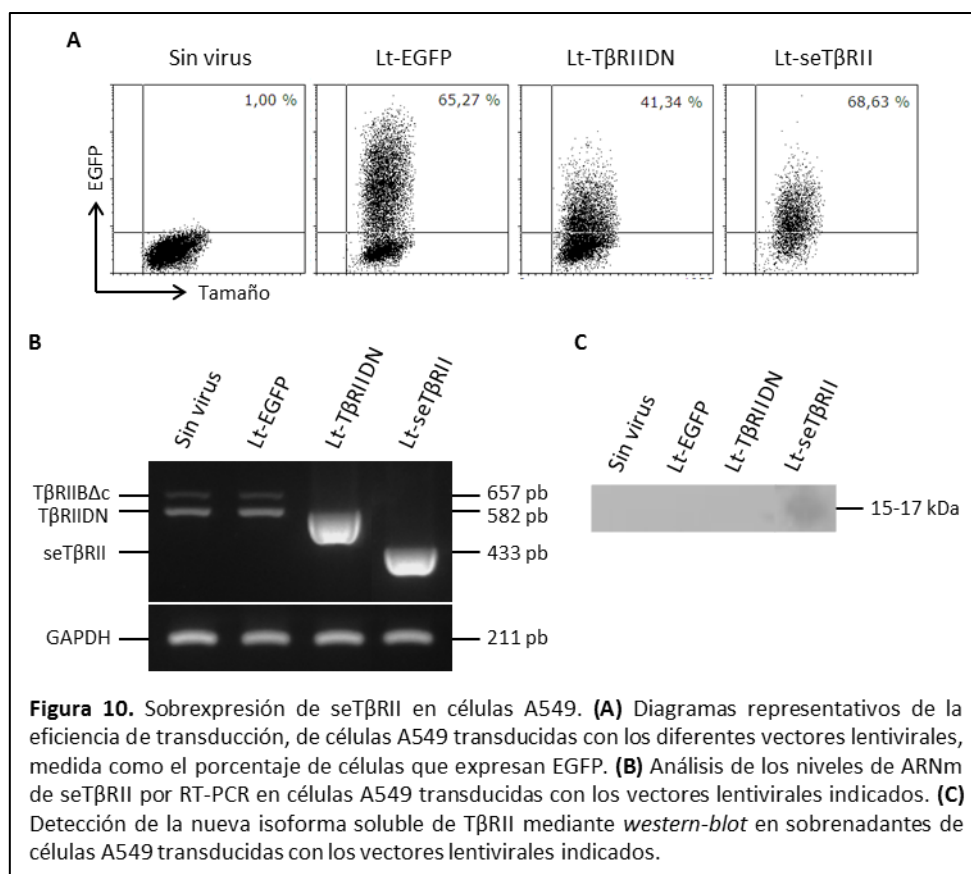 A
Sin virus
Lt-EGFP
Lt-TβRIIDN
Lt-seTβRII
1,00 %
65,27 %
41,34 %
68,63 %
EGFP
Tamaño
B
Sin virus
Lt-EGFP
Lt-TβRIIDN
Lt-seTβRII
TβRIIBΔc
TβRIIDN
seTβRII
GAPDH
657 pb
582 pb
433 pb
211 pb
C
Sin virus
Lt-EGFP
Lt-TβRIIDN
Lt-seTβRII
15-17 kDa
Figura 10. Sobrexpresión de seTβRII en células A549. (A) Diagramas representativos de la
eficiencia de transducción, de células A549 transducidas con los diferentes vectores lentivirales,
medida como el porcentaje de células que expresan EGFP. (B) Análisis de los niveles de ARNm
de seTβRII por RT-PCR en células A549 transducidas con los vectores lentivirales indicados. (C)
Detección de la nueva isoforma soluble de TβRII mediante western-blot en sobrenadantes de
células A549 transducidas con los vectores lentivirales indicados.